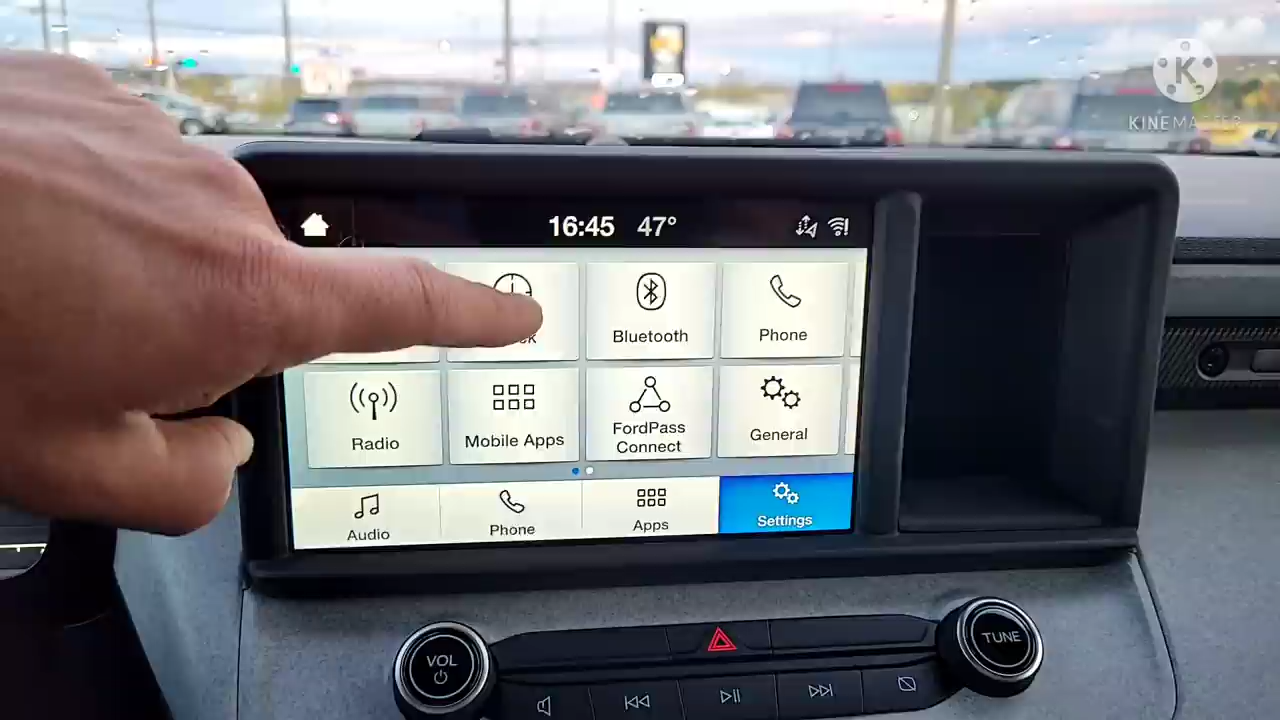 K
KINEMASTER
16:45 47°
Bluetooth
Phone
Radio
Mobile Apps
FordPass
Connect
General
Audio
Phone
Apps
Settings
VOL
TUNE